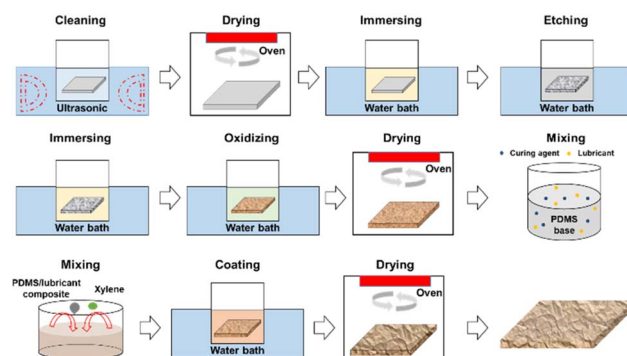 Cleaning
Drying
Immersing
Etching
Ultrasonic
Oven
Water bath
Water bath
Immersing
Oxidizing
Drying
Mixing
Water bath
Water bath
Oven
Curing agent
Lubricant
PDMS
base
Mixing
Coating
Drying
PDMS/lubricant
composite
Xylene
Water bath
Oven